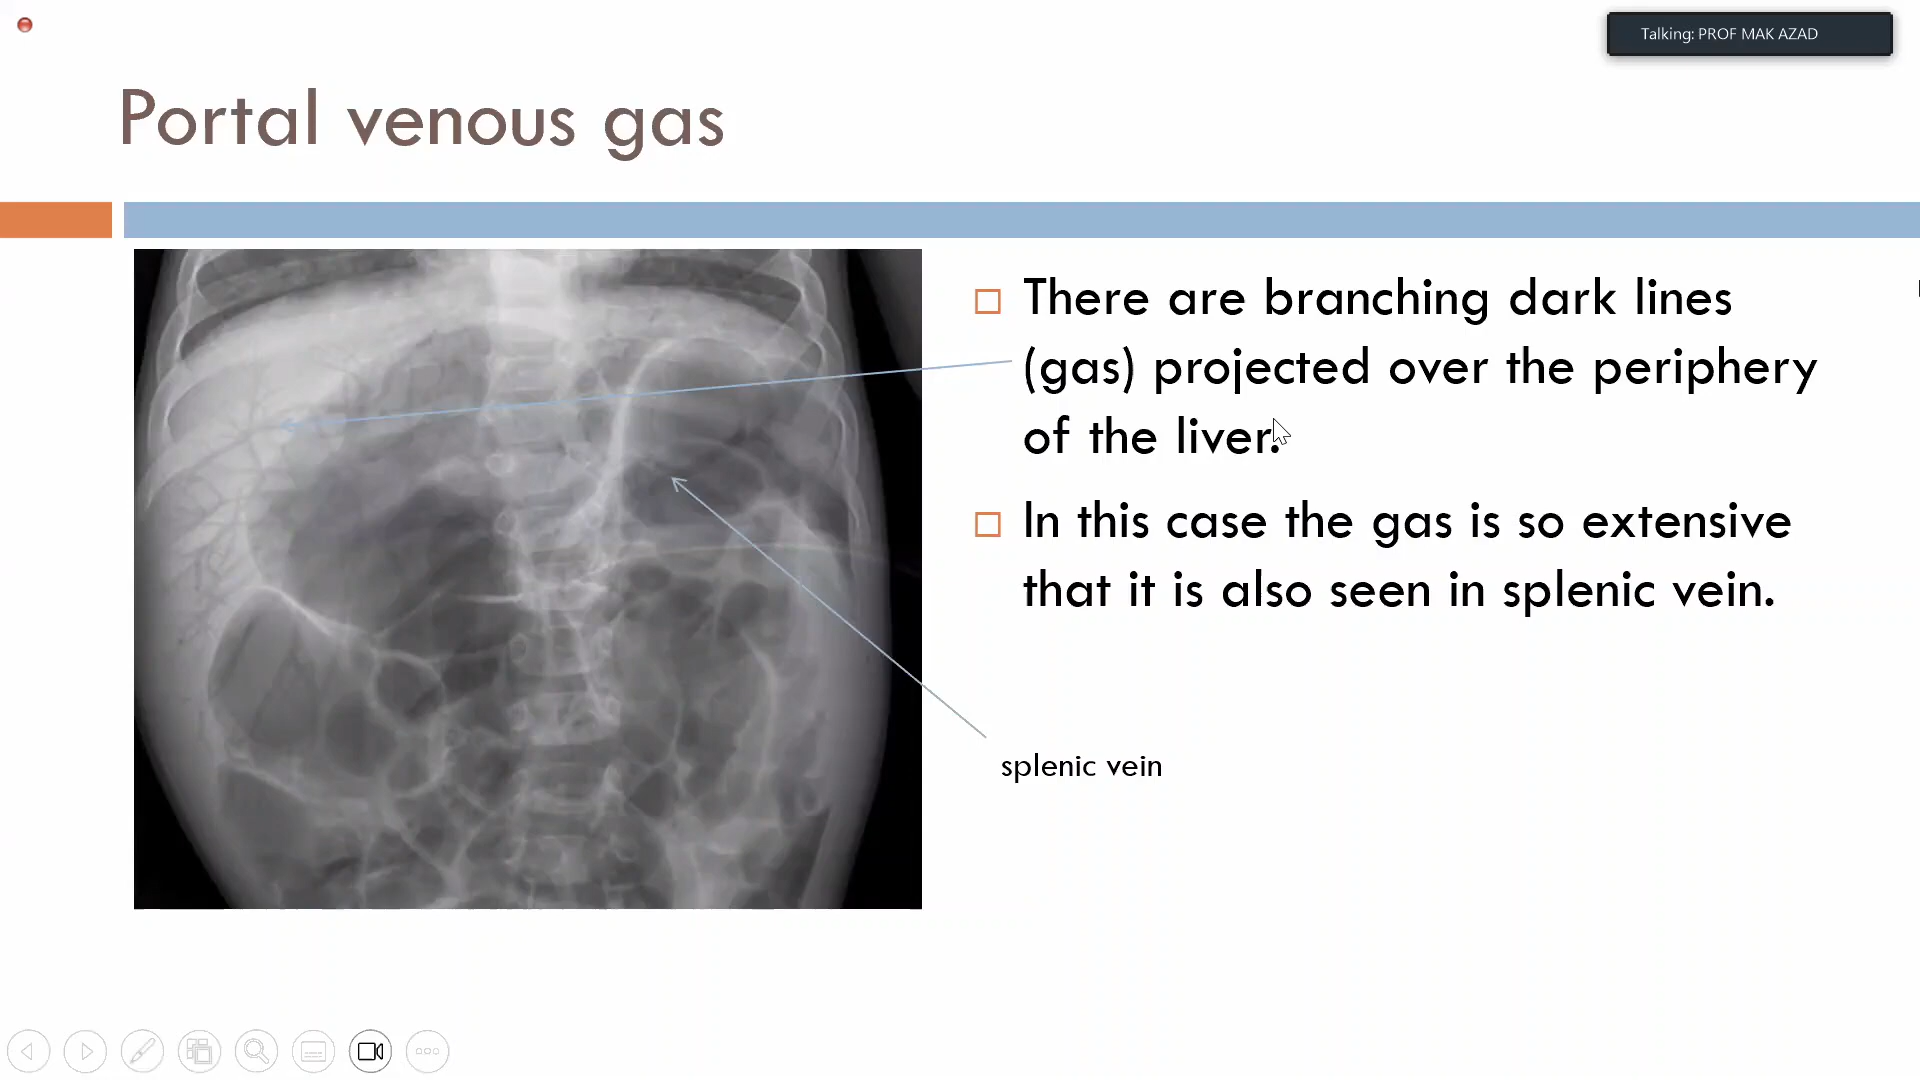 Talking: PROF MAK AZAD
Portal venous gas
There are branching dark lines
(gas) projected over the periphery
of the liver.
In this case the gas is so extensive
that it is also seen in splenic vein.
splenic vein